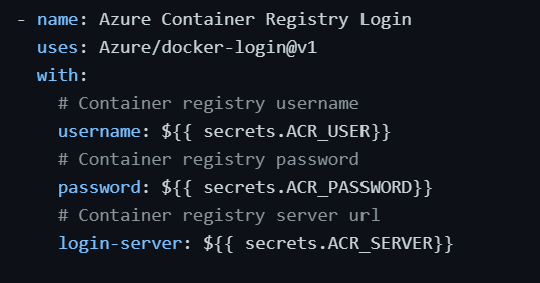 - name: Azure Container Registry Login
uses: Azure/docker-login@v1
with:
# Container registry username
username: ${{ secrets.ACR_USER}}
# Container registry password
password: ${{ secrets.ACR_PASSWORD}}
# Container registry server url
login-server: ${{ secrets.ACR_SERVER}}